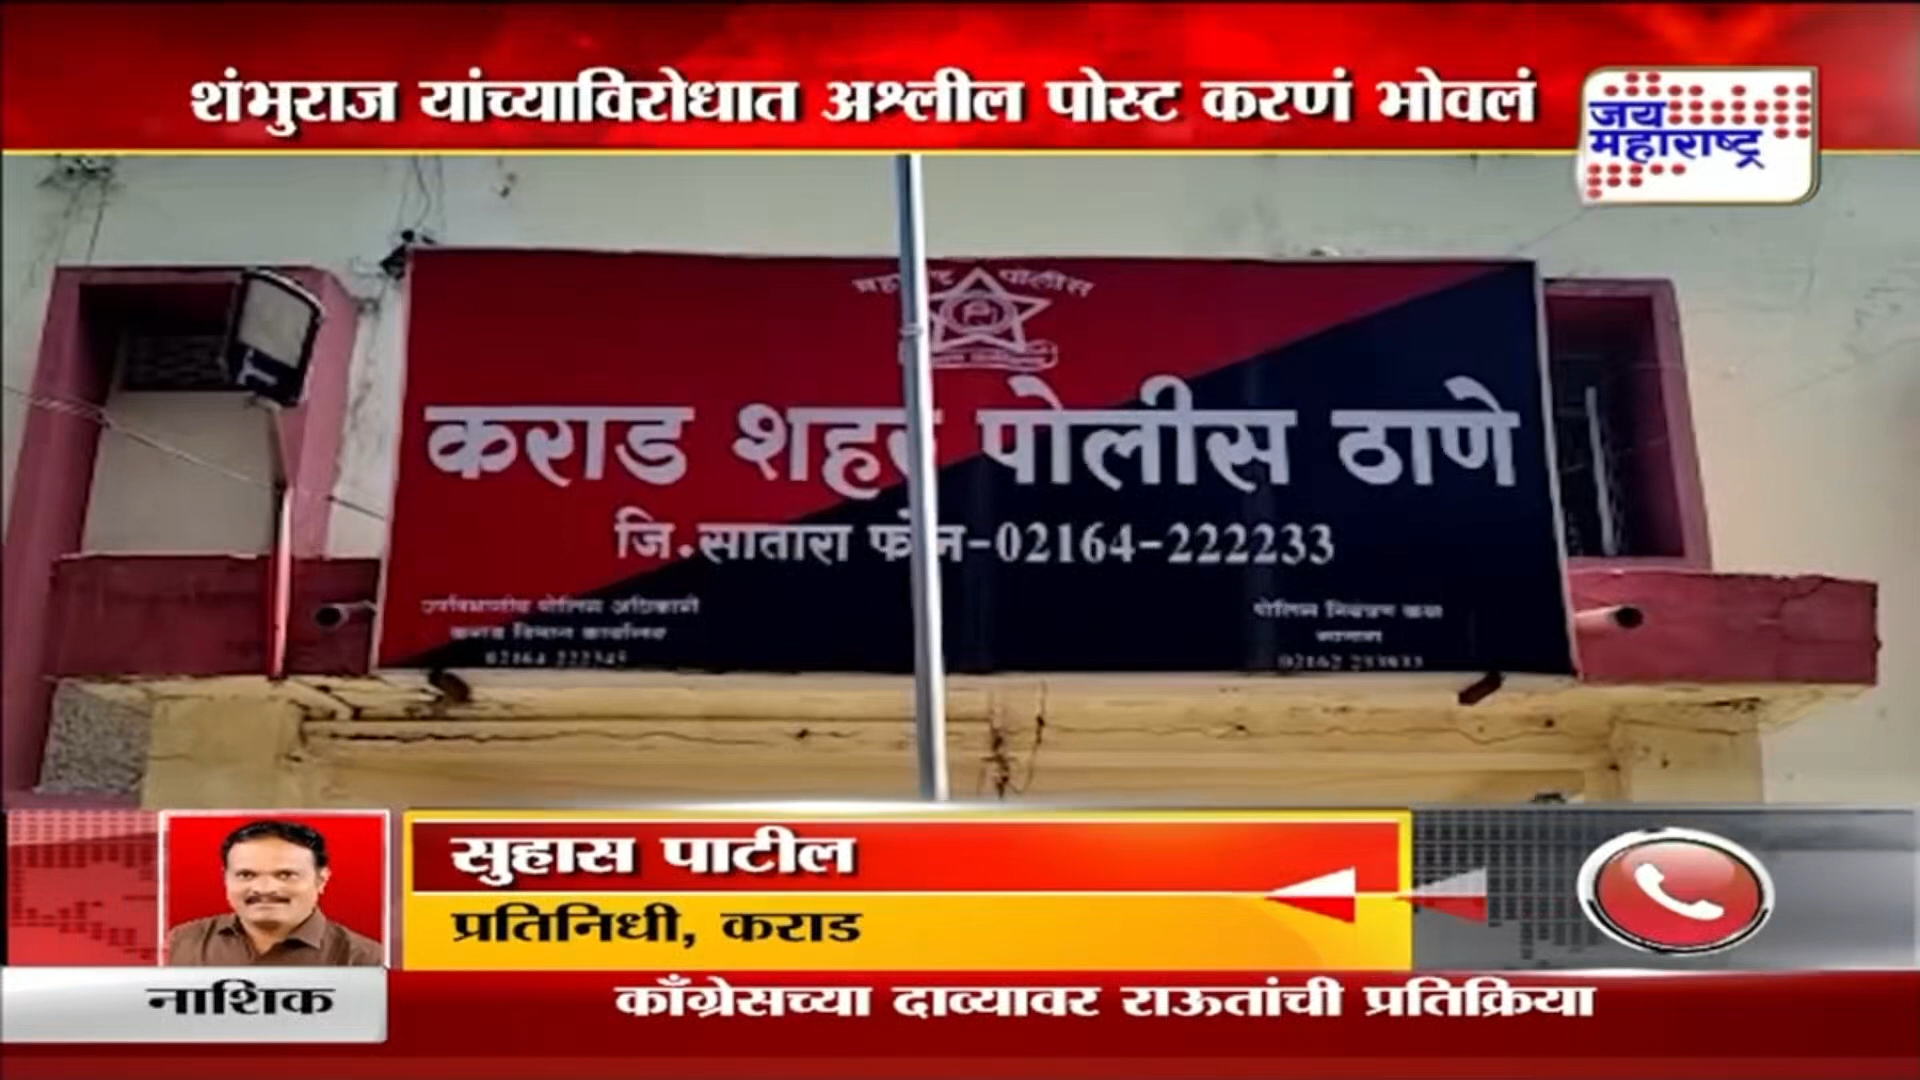 शंभुराज यांच्याविरोधात अश्लील पोस्ट करणं भोवलं
जय
महाराष्ट्र
पोलीस
कराड शहर पोलीस ठाणे
जि.सातारा फोन-02164-222233
सुहास पाटील
प्रतिनिधी, कराड
नाशिक
काँग्रेसच्या दाव्यावर राऊतांची प्रतिक्रिया